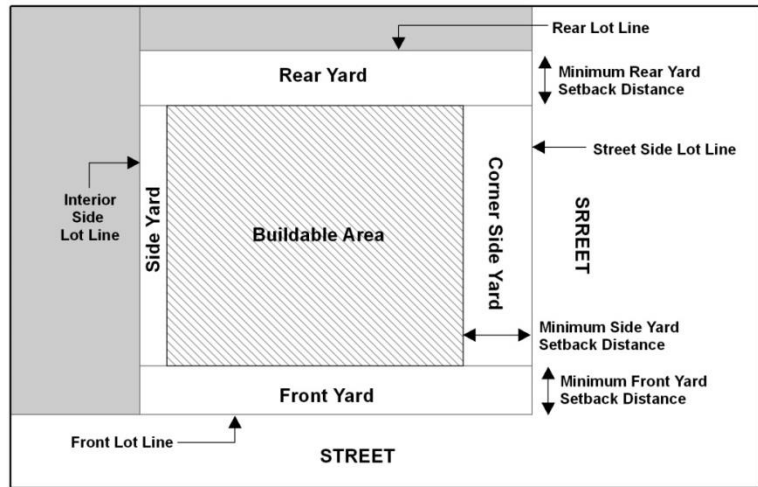 Rear Lot Line
Rear Yard
Minimum Rear Yard
Setback Distance
Street Side Lot Line
Interior
Side
Lot Line
Side Yard
Buildable Area
Corner Side Yard
SRREET
Minimum Side Yard
Setback Distance
Front Yard
Minimum Front Yard
Setback Distance
Front Lot Line
STREET